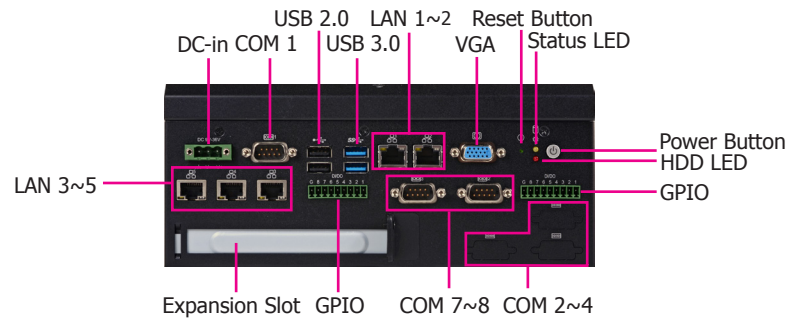 USB 2.0 LAN 1~2 Reset Button
DC-in COM 1 USB 3.0 VGA Status LED
Power Button
HDD LED
LAN 3~5
GPIO
Expansion Slot GPIO COM 7~8 COM 2~4